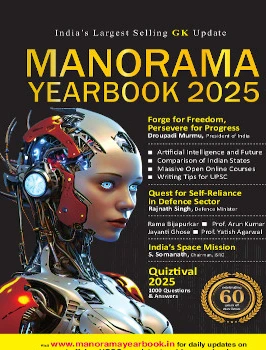 India's Largest Selling GK Update
MANORAMA
YEARBOOK 2025
Forge for Freedom,
Persevere for Progress
Droupadi Murmu, President of India
■ Artificial Intelligence and Future
■ Comparison of Indian States
■ Massive Open Online Courses
■ Writing Tips for UPSC
Quest for Self-Reliance
in Defence Sector
Rajnath Singh, Defence Minister
Rama Bijapurkar ■ Prof. Arun Kumar
Jayanti Ghose ■ Prof. Yatish Agarwal
India's Space Mission
S. Somanath, Chairman, ISRO
Quiztival
2025
1000 Questions
& Answers
60
www.manoramayearbook.in for daily updates on